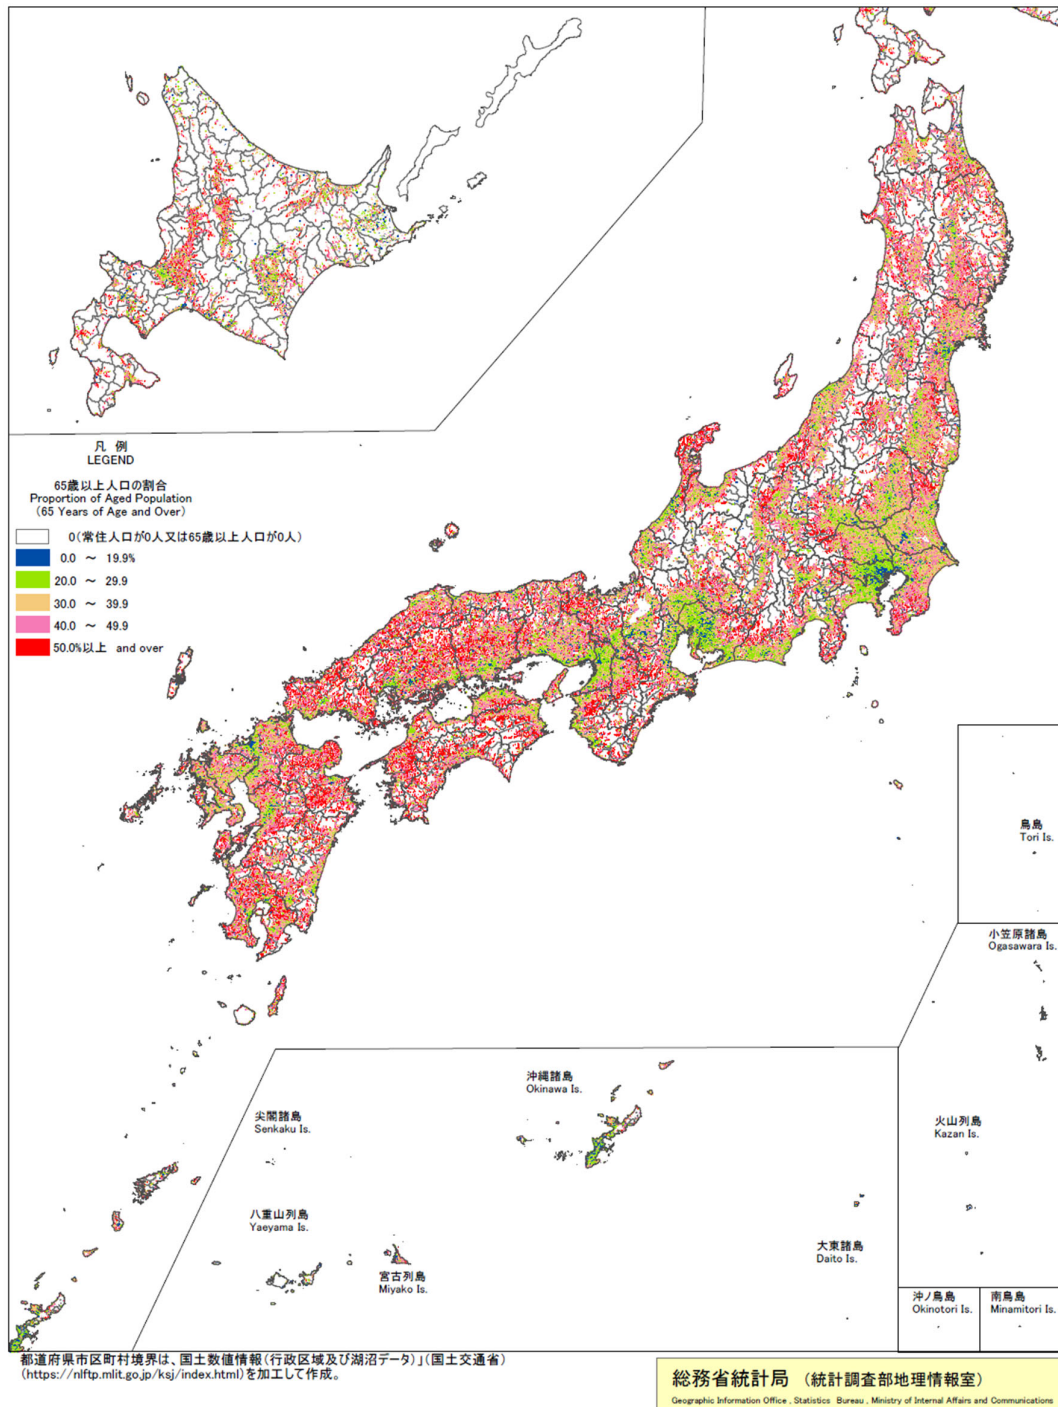 凡 例
LEGEND
65歳以上人口の割合
Proportion of Aged Population
(65 Years of Age and Over)
0(常住人口が0人又は65歳以上人口が0人)
0.0 ～ 19.9%
20.0 ～ 29.9
30.0 ～ 39.9
40.0 ～ 49.9
50.0%以上 and over
鳥島
Tori Is.
小笠原諸島
Ogasawara Is.
沖縄諸島
Okinawa Is.
尖閣諸島
Senkaku Is.
火山列島
Kazan Is.
八重山列島
Yaeyama Is.
大東諸島
Daito Is.
宮古列島
Miyako Is.
沖ノ鳥島
Okinotori Is.
南鳥島
Minamitori Is.
都道府県市区町村境界は、国土数値情報(行政区域及び湖沼データ)」(国土交通省)
(https://nlftp.mlit.go.jp/ksj/index.html)を加工して作成。
総務省統計局 (統計調査部地理情報室)
Geographic Information Office , Statistics Bureau , Ministry of Internal Affairs and Communications